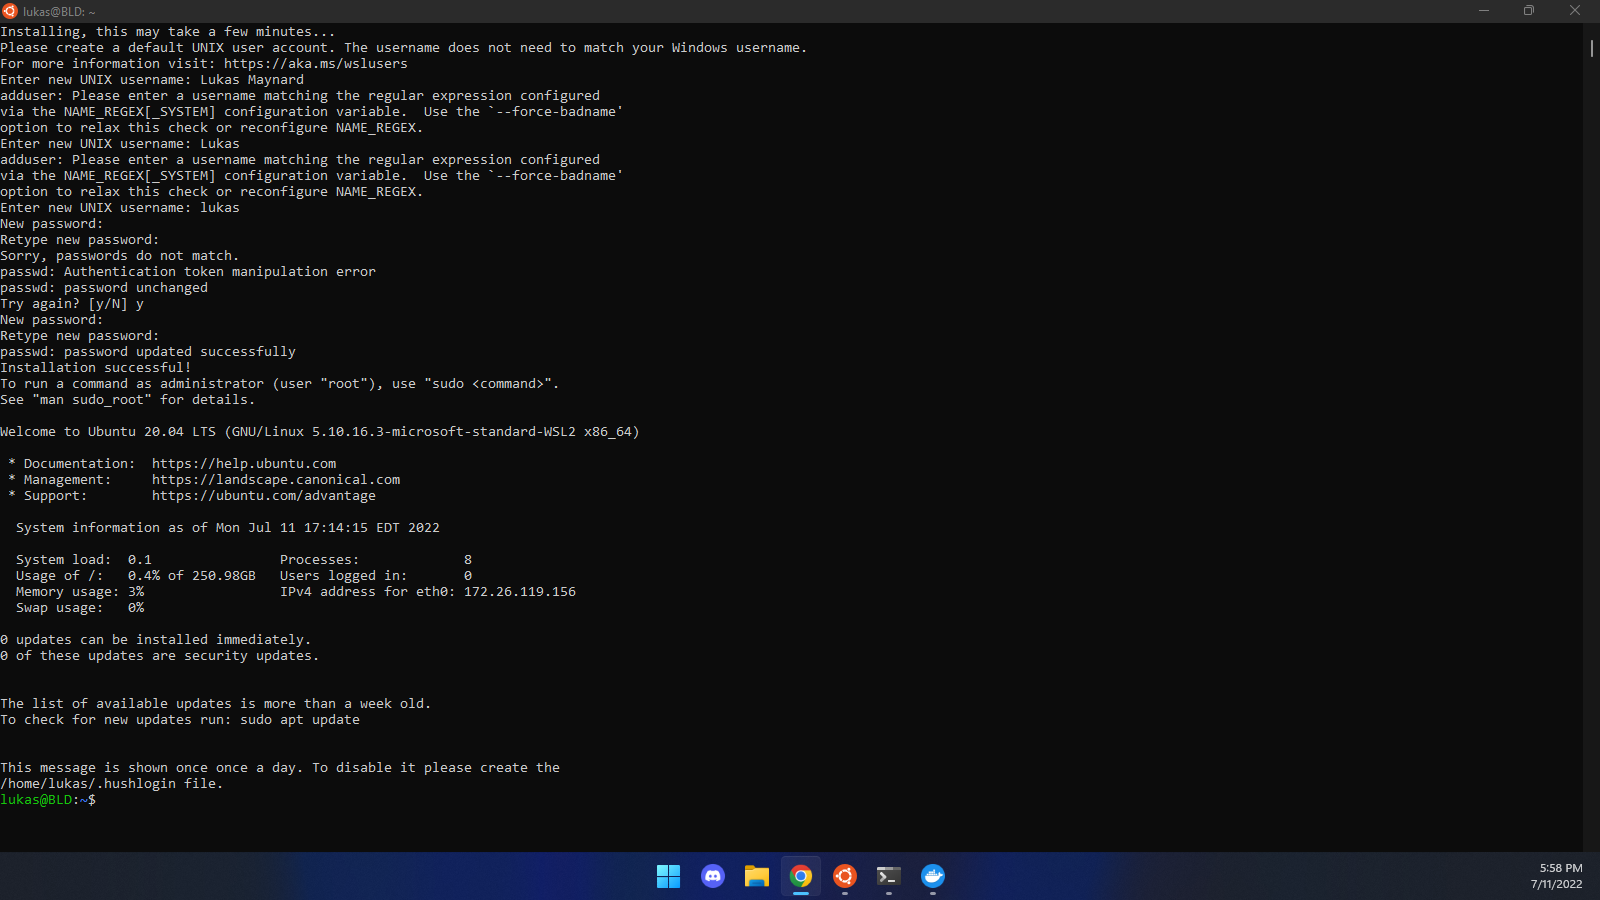 lukas@BLD: ~
Installing, this may take a few minutes...
Please create a default UNIX user account. The username does not need to match your Windows username.
For more information visit: https://aka.ms/wslusers
Enter new UNIX username: Lukas Maynard
adduser: Please enter a username matching the regular expression configured
via the NAME_REGEX[_SYSTEM] configuration variable.  Use the `--force-badname'
option to relax this check or reconfigure NAME_REGEX.
Enter new UNIX username: Lukas
adduser: Please enter a username matching the regular expression configured
via the NAME_REGEX[_SYSTEM] configuration variable.  Use the `--force-badname'
option to relax this check or reconfigure NAME_REGEX.
Enter new UNIX username: lukas
New password:
Retype new password:
Sorry, passwords do not match.
passwd: Authentication token manipulation error
passwd: password unchanged
Try again? [y/N] y
New password:
Retype new password:
passwd: password updated successfully
Installation successful!
To run a command as administrator (user "root"), use "sudo <command>".
See "man sudo_root" for details.
Welcome to Ubuntu 20.04 LTS (GNU/Linux 5.10.16.3-microsoft-standard-WSL2 x86_64)
* Documentation:  https://help.ubuntu.com
* Management:     https://landscape.canonical.com
* Support:        https://ubuntu.com/advantage
System information as of Mon Jul 11 17:14:15 EDT 2022
System load:  0.1                Processes:             8
Usage of /:   0.4% of 250.98GB   Users logged in:       0
Memory usage: 3%                 IPv4 address for eth0: 172.26.119.156
Swap usage:   0%
0 updates can be installed immediately.
0 of these updates are security updates.
The list of available updates is more than a week old.
To check for new updates run: sudo apt update
This message is shown once once a day. To disable it please create the
/home/lukas/.hushlogin file.
lukas@BLD:~$
5:58 PM
7/11/2022